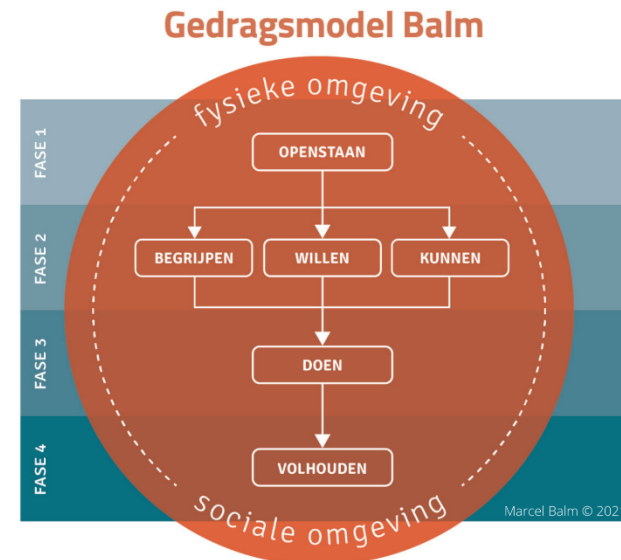 Gedragsmodel Balm
fysieke omgeving
FASE 1
OPENSTAAN
FASE 2
BEGRIJPEN
WILLEN
KUNNEN
FASE 3
DOEN
FASE 4
VOLHOUDEN
sociale omgeving
Marcel Balm © 2021